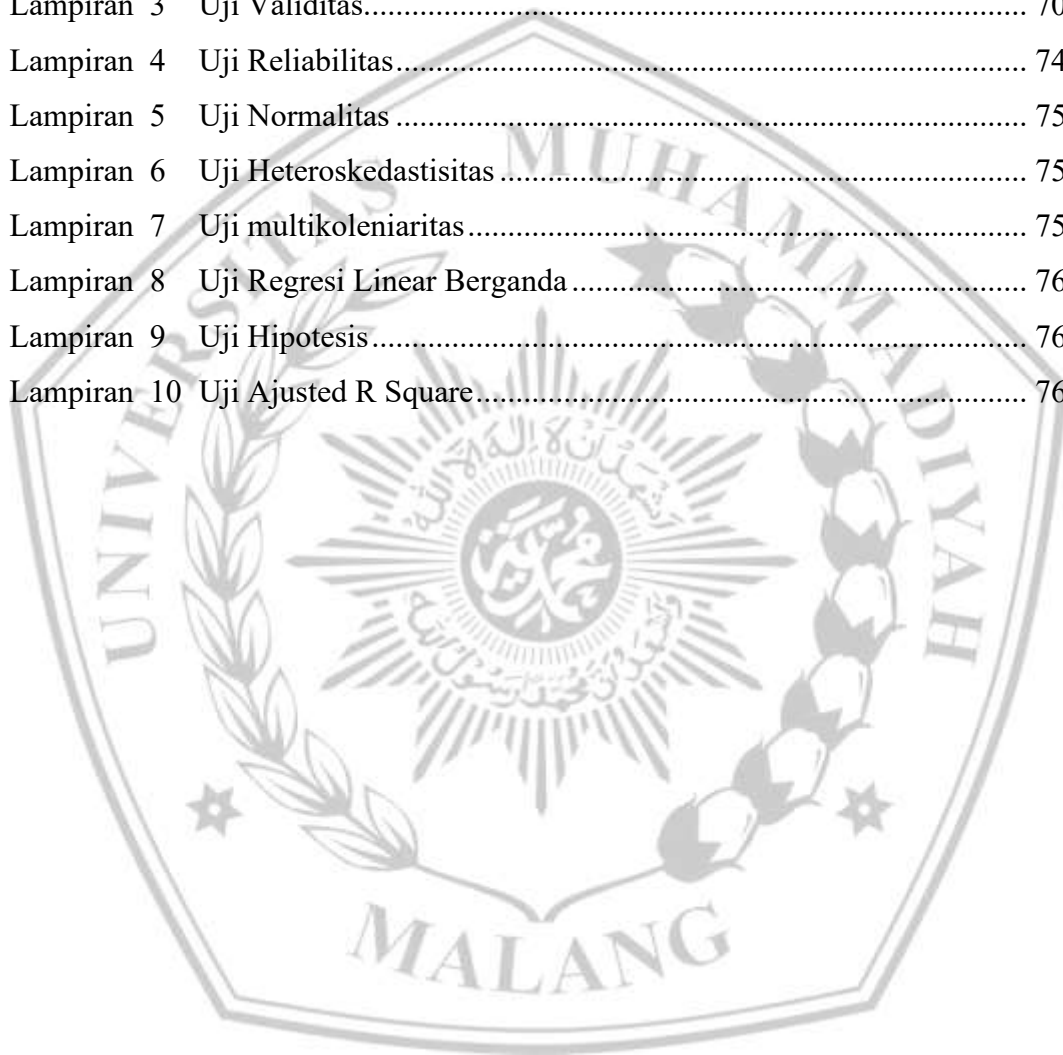 Lampiran 3 Uji Validitas........................................................................................ 70
Lampiran 4 Uji Reliabilitas.................................................................................... 74
Lampiran 5 Uji Normalitas .................................................................................... 75
Lampiran 6 Uji Heteroskedastisitas ..................................................................... 75
Lampiran 7 Uji multikoleniaritas.......................................................................... 75
Lampiran 8 Uji Regresi Linear Berganda ............................................................ 76
Lampiran 9 Uji Hipotesis....................................................................................... 76
Lampiran 10 Uji Ajusted R Square........................................................................ 76
UNIVERSITAS MUHAMMADIYAH
MALANG